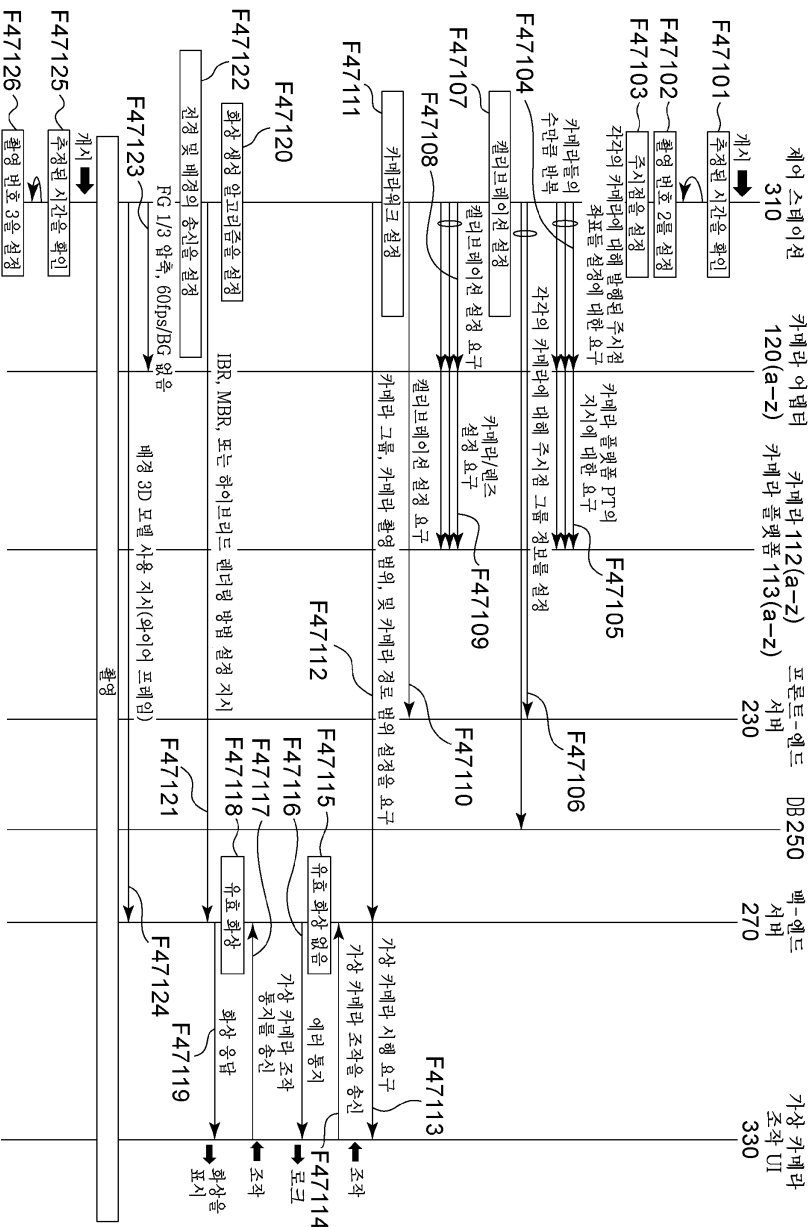 제어 스테이션
310
카메라 어댑터
120(a–z)
카메라 112(a–z)
카메라 플랫폼 113(a–z)
프론트-엔드
서버
230
DB250
백-엔드
서버
270
가상 카메라
조작 UI
330
개시
F47101
추정된 시간을 확인
F47102
촬영 번호 2를 설정
F47103
주시점을 설정
각각의 카메라에 대해 발행된 주시점
좌표들 설정에 대한 요구
카메라들의
수만큼 반복
F47104
카메라 플랫폼 PT의
지시에 대한 요구
F47105
각각의 카메라에 대해 주시점 그룹 정보를 설정
F47106
F47107
캘리브레이션 설정
F47108
캘리브레이션 설정 요구
카메라/렌즈
설정 요구
F47109
캘리브레이션 설정 요구
F47110
F47111
카메라워크 설정
카메라 그룹, 카메라 촬영 범위, 및 카메라 경로 범위 설정을 요구
F47112
가상 카메라 시행 요구
F47113
가상 카메라 조작을 송신
F47114
조작
F47115
유효 화상 없음
F47116
에러 통지
로크
F47117
가상 카메라 조작
통지를 송신
조작
F47118
유효 화상
F47119
화상 응답
화상을
표시
F47120
화상 생성 알고리즘을 설정
IBR, MBR, 또는 하이브리드 렌더링 방법 설정 지시
F47121
F47122
전경 및 배경의 송신을 설정
FG 1/3 압축, 60fps/BG 없음
F47123
배경 3D 모델 사용 지시(와이어 프레임)
F47124
촬영
개시
F47125
추정된 시간을 확인
F47126
촬영 번호 3을 설정